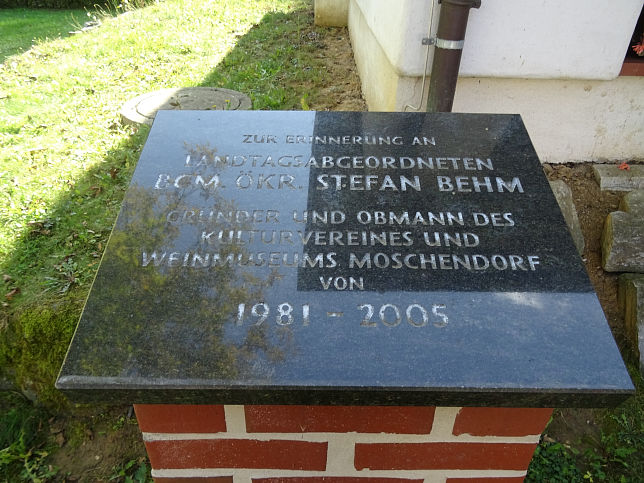 ZUR ERINNERUNG AN
LANDTAGSABGEORDNETEN
BGM. ÖKR. STEFAN BEHM
GRÜNDER UND OBMANN DES
KULTURVEREINES UND
WEINMUSEUMS MOSCHENDORF
VON
1981 - 2005